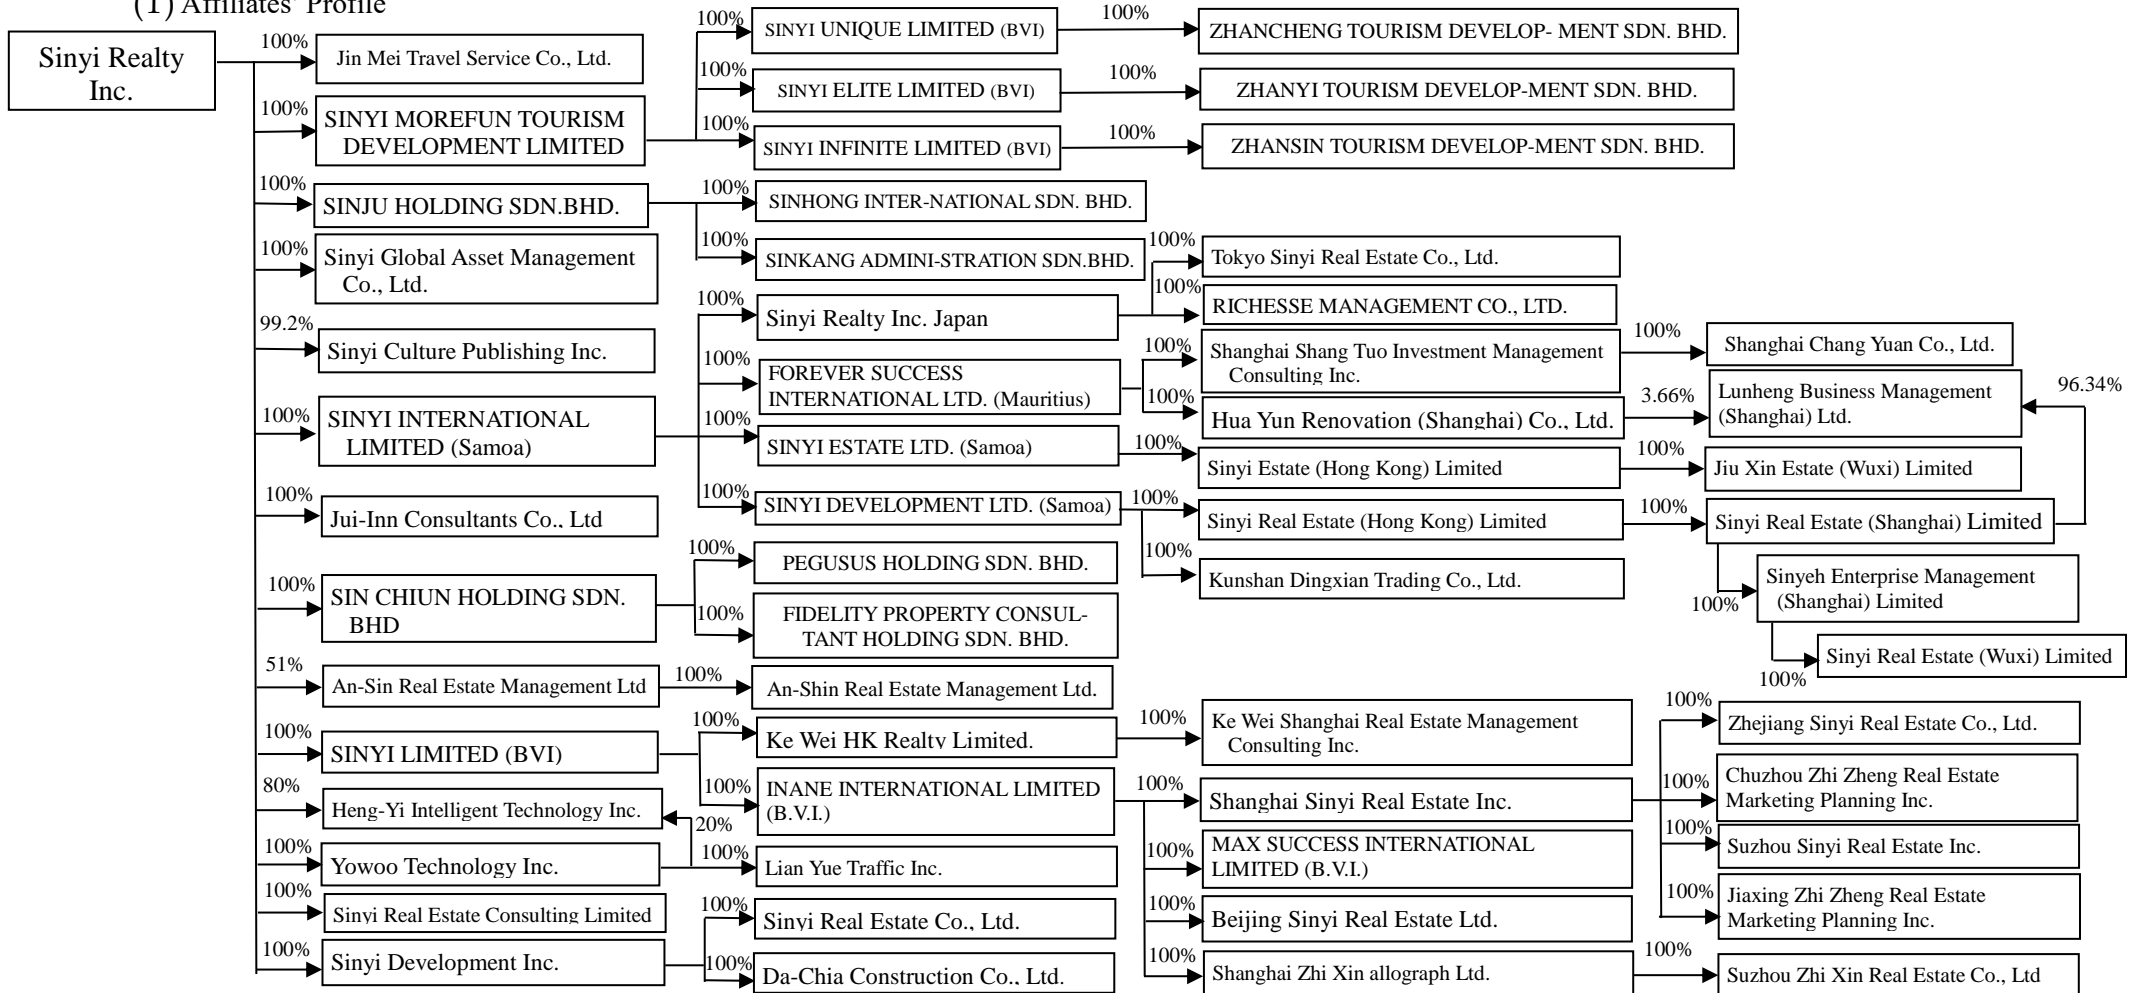 (1) Affiliates' Profile
Sinyi Realty
Inc.
100%
Jin Mei Travel Service Co., Ltd.
100%
SINYI MOREFUN TOURISM
DEVELOPMENT LIMITED
100%
SINYI UNIQUE LIMITED (BVI)
100%
ZHANCHENG TOURISM DEVELOP- MENT SDN. BHD.
100%
SINYI ELITE LIMITED (BVI)
100%
ZHANYI TOURISM DEVELOP-MENT SDN. BHD.
100%
SINYI INFINITE LIMITED (BVI)
100%
ZHANSIN TOURISM DEVELOP-MENT SDN. BHD.
100%
SINJU HOLDING SDN.BHD.
100%
SINHONG INTER-NATIONAL SDN. BHD.
100%
SINKANG ADMINI-STRATION SDN.BHD.
100%
Sinyi Global Asset Management
Co., Ltd.
99.2%
Sinyi Culture Publishing Inc.
100%
SINYI INTERNATIONAL
LIMITED (Samoa)
100%
Sinyi Realty Inc. Japan
100%
Tokyo Sinyi Real Estate Co., Ltd.
100%
RICHESSE MANAGEMENT CO., LTD.
100%
FOREVER SUCCESS
INTERNATIONAL LTD. (Mauritius)
100%
Shanghai Shang Tuo Investment Management
Consulting Inc.
100%
Shanghai Chang Yuan Co., Ltd.
100%
Hua Yun Renovation (Shanghai) Co., Ltd.
3.66%
Lunheng Business Management
(Shanghai) Ltd.
96.34%
100%
SINYI ESTATE LTD. (Samoa)
100%
Sinyi Estate (Hong Kong) Limited
100%
Jiu Xin Estate (Wuxi) Limited
100%
SINYI DEVELOPMENT LTD. (Samoa)
100%
Sinyi Real Estate (Hong Kong) Limited
100%
Sinyi Real Estate (Shanghai) Limited
100%
Kunshan Dingxian Trading Co., Ltd.
100%
Sinyeh Enterprise Management
(Shanghai) Limited
100%
Sinyi Real Estate (Wuxi) Limited
100%
Jui-Inn Consultants Co., Ltd
100%
SIN CHIUN HOLDING SDN.
BHD
100%
PEGUSUS HOLDING SDN. BHD.
100%
FIDELITY PROPERTY CONSUL-
TANT HOLDING SDN. BHD.
51%
An-Sin Real Estate Management Ltd
100%
An-Shin Real Estate Management Ltd.
100%
SINYI LIMITED (BVI)
100%
Ke Wei HK Realty Limited.
100%
Ke Wei Shanghai Real Estate Management
Consulting Inc.
100%
INANE INTERNATIONAL LIMITED
(B.V.I.)
100%
Shanghai Sinyi Real Estate Inc.
100%
Zhejiang Sinyi Real Estate Co., Ltd.
100%
Chuzhou Zhi Zheng Real Estate
Marketing Planning Inc.
100%
Suzhou Sinyi Real Estate Inc.
100%
Jiaxing Zhi Zheng Real Estate
Marketing Planning Inc.
100%
MAX SUCCESS INTERNATIONAL
LIMITED (B.V.I.)
100%
Beijing Sinyi Real Estate Ltd.
100%
Shanghai Zhi Xin allograph Ltd.
100%
Suzhou Zhi Xin Real Estate Co., Ltd
80%
Heng-Yi Intelligent Technology Inc.
20%
100%
Yowoo Technology Inc.
100%
Lian Yue Traffic Inc.
100%
Sinyi Real Estate Consulting Limited
100%
Sinyi Development Inc.
100%
Sinyi Real Estate Co., Ltd.
100%
Da-Chia Construction Co., Ltd.